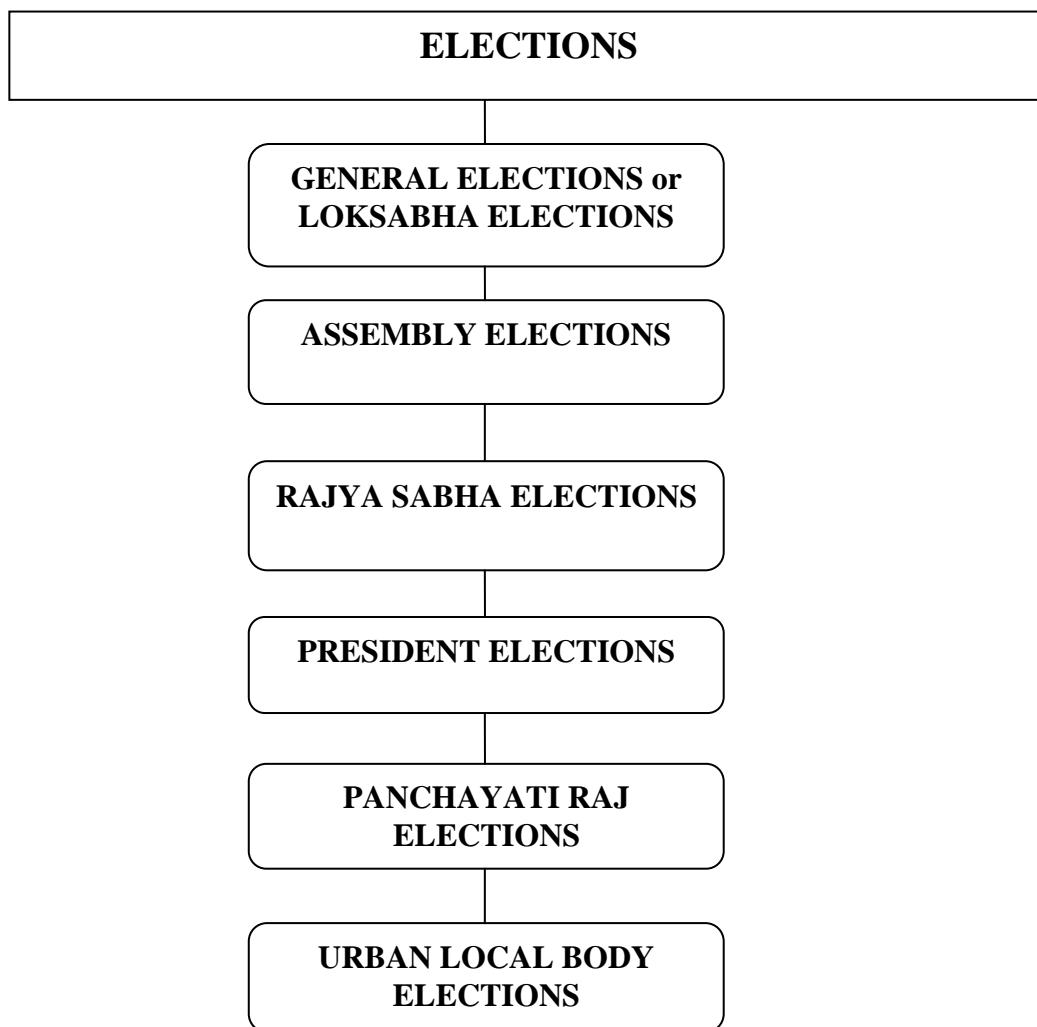 ELECTIONS
GENERAL ELECTIONS or
LOKSABHA ELECTIONS
ASSEMBLY ELECTIONS
RAJYA SABHA ELECTIONS
PRESIDENT ELECTIONS
PANCHAYATI RAJ
ELECTIONS
URBAN LOCAL BODY
ELECTIONS